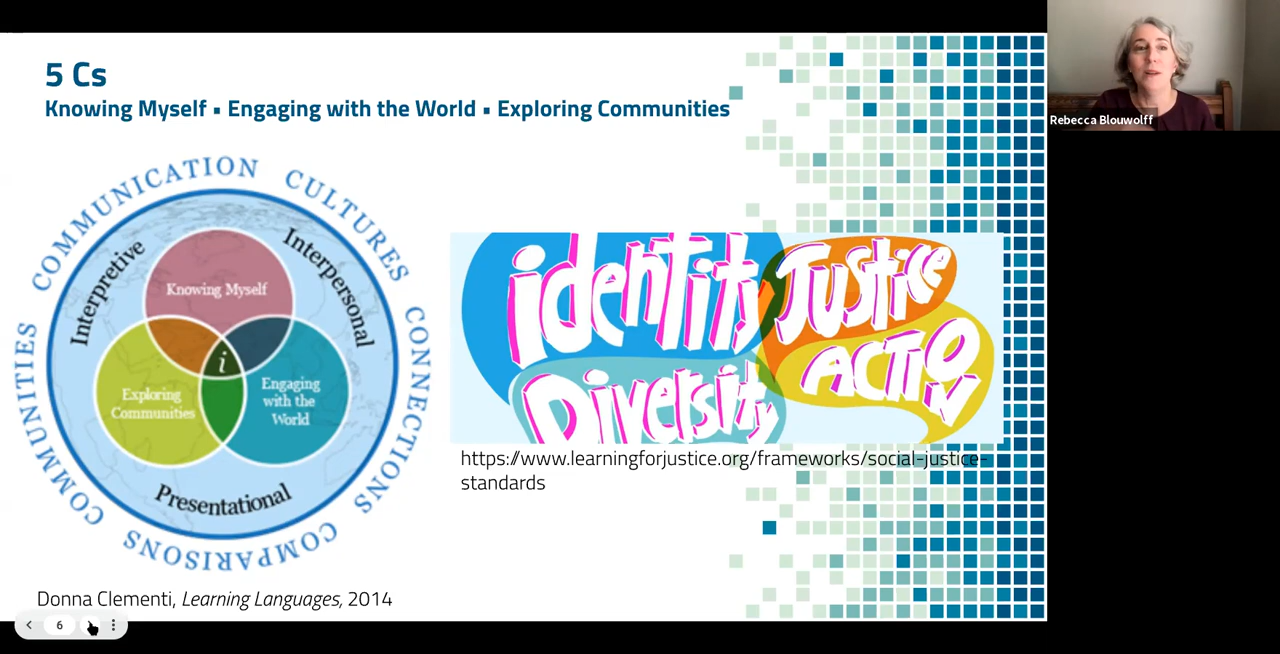 5 Cs
Knowing Myself ▪ Engaging with the World ▪ Exploring Communities
Rebecca Blouwolff
COMMUNICATION
CULTURES
CONNECTIONS
COMPARISONS
COMMUNITIES
Interpretive
Interpersonal
Presentational
Knowing Myself
Exploring
Communities
Engaging
with the
World
i
identity
Justice
Diversity
ACTION
https://www.learningforjustice.org/frameworks/social-justice-
standards
Donna Clementi, Learning Languages, 2014
6